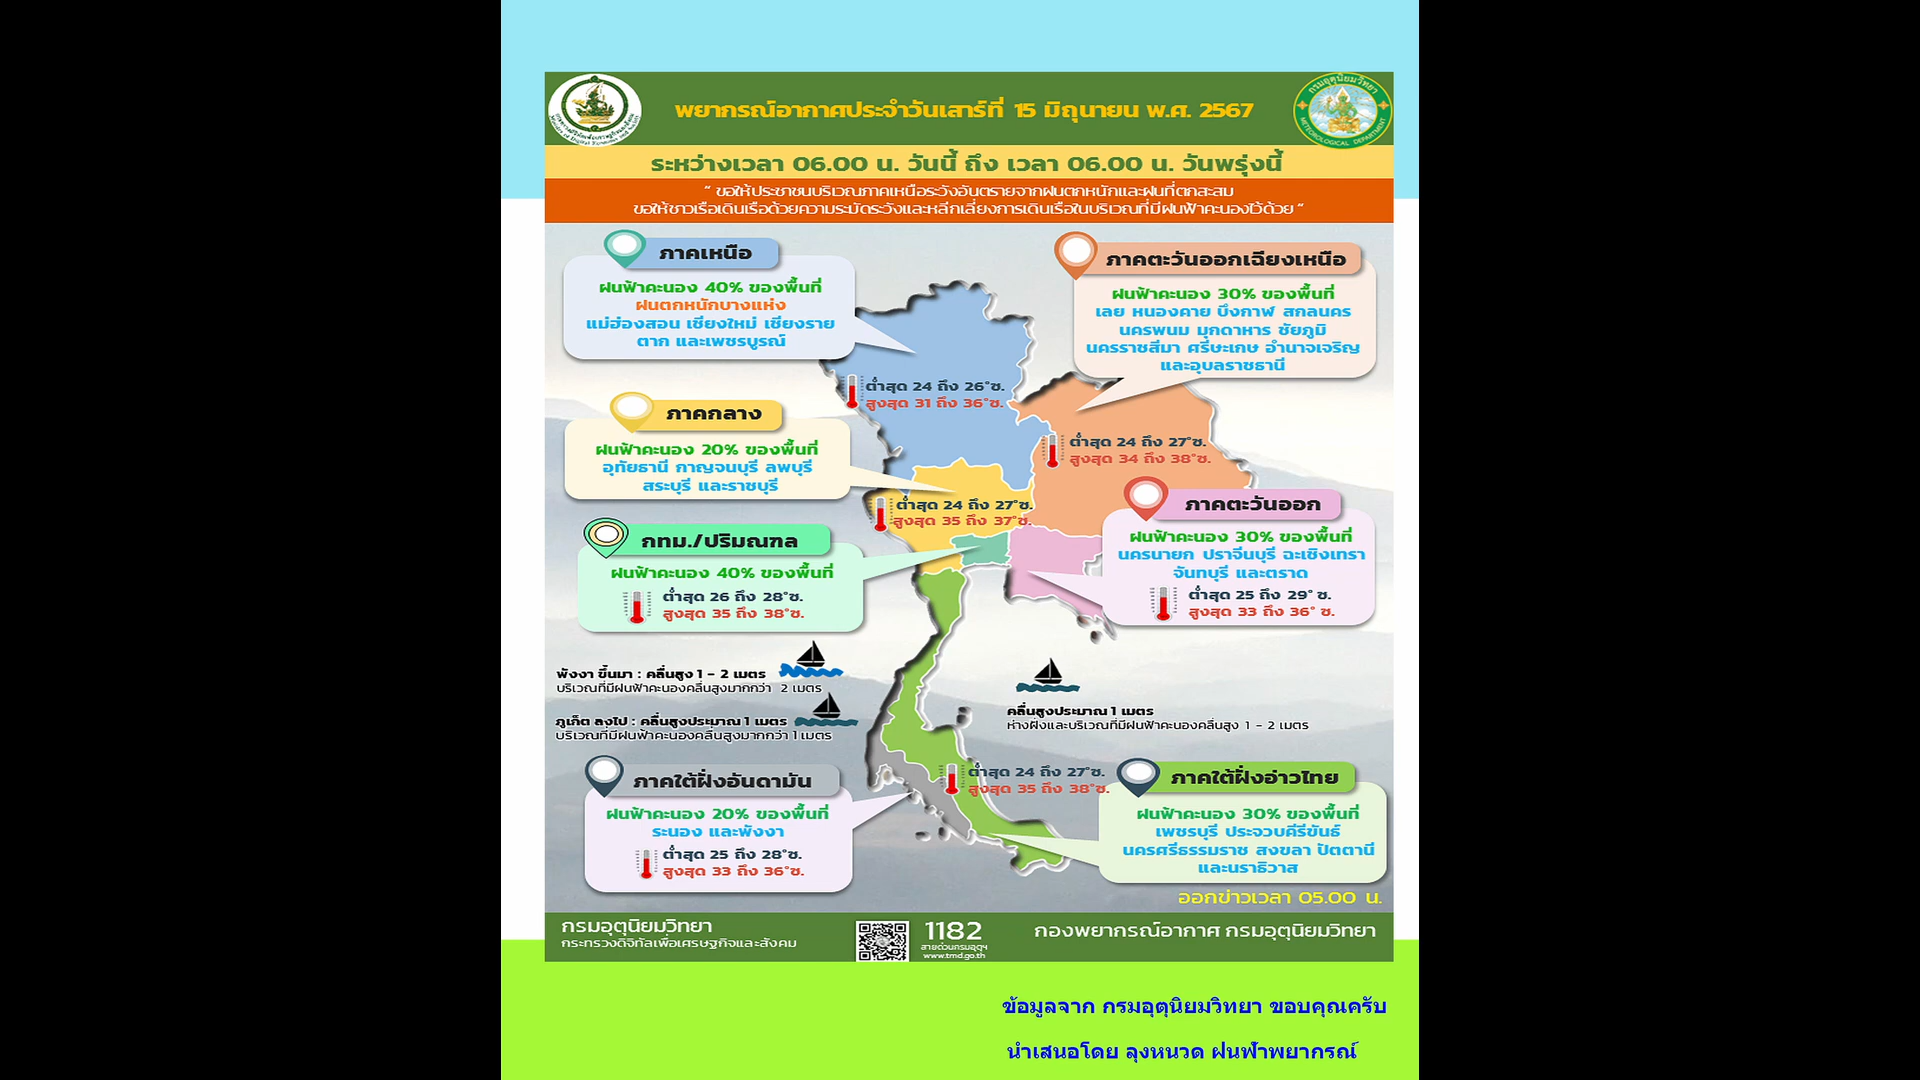 พยากรณ์อากาศประจำวันเสาร์ที่ 15 มิถุนายน พ.ศ. 2567
ระหว่างเวลา 06.00 น. วันนี้ ถึง เวลา 06.00 น. วันพรุ่งนี้
“ ขอให้ประชาชนบริเวณภาคเหนือระวังอันตรายจากฝนตกหนักและฝนที่ตกสะสม
ขอให้ชาวเรือเดินเรือด้วยความระมัดระวังและหลีกเลี่ยงการเดินเรือในบริเวณที่มีฝนฟ้าคะนองไว้ด้วย ”
กรมอุตุนิยมวิทยา
METEOROLOGICAL DEPARTMENT
ภาคเหนือ
ฝนฟ้าคะนอง 40% ของพื้นที่
ฝนตกหนักบางแห่ง
แม่ฮ่องสอน เชียงใหม่ เชียงราย
ตาก และเพชรบูรณ์
ต่ำสุด 24 ถึง 26°ซ.
สูงสุด 31 ถึง 36°ซ.
ภาคตะวันออกเฉียงเหนือ
ฝนฟ้าคะนอง 30% ของพื้นที่
เลย หนองคาย บึงกาฬ สกลนคร
นครพนม มุกดาหาร ชัยภูมิ
นครราชสีมา ศรีษะเกษ อำนาจเจริญ
และอุบลราชธานี
ต่ำสุด 24 ถึง 27°ซ.
สูงสุด 34 ถึง 38°ซ.
ภาคกลาง
ฝนฟ้าคะนอง 20% ของพื้นที่
อุทัยธานี กาญจนบุรี ลพบุรี
สระบุรี และราชบุรี
ต่ำสุด 24 ถึง 27°ซ.
สูงสุด 35 ถึง 37°ซ.
ภาคตะวันออก
ฝนฟ้าคะนอง 30% ของพื้นที่
นครนายก ปราจีนบุรี ฉะเชิงเทรา
จันทบุรี และตราด
ต่ำสุด 25 ถึง 29° ซ.
สูงสุด 33 ถึง 36° ซ.
กทม./ปริมณฑล
ฝนฟ้าคะนอง 40% ของพื้นที่
ต่ำสุด 26 ถึง 28°ซ.
สูงสุด 35 ถึง 38°ซ.
พังงา ขึ้นมา : คลื่นสูง 1 - 2 เมตร
บริเวณที่มีฝนฟ้าคะนองคลื่นสูงมากกว่า 2 เมตร
ภูเก็ต ลงไป : คลื่นสูงประมาณ 1 เมตร
บริเวณที่มีฝนฟ้าคะนองคลื่นสูงมากกว่า 1 เมตร
คลื่นสูงประมาณ 1 เมตร
ห่างฝั่งและบริเวณที่มีฝนฟ้าคะนองคลื่นสูง 1 - 2 เมตร
ภาคใต้ฝั่งอันดามัน
ฝนฟ้าคะนอง 20% ของพื้นที่
ระนอง และพังงา
ต่ำสุด 25 ถึง 28°ซ.
สูงสุด 33 ถึง 36°ซ.
ต่ำสุด 24 ถึง 27°ซ.
สูงสุด 35 ถึง 38°ซ.
ภาคใต้ฝั่งอ่าวไทย
ฝนฟ้าคะนอง 30% ของพื้นที่
เพชรบุรี ประจวบคีรีขันธ์
นครศรีธรรมราช สงขลา ปัตตานี
และนราธิวาส
ออกข่าวเวลา 05.00 น.
กรมอุตุนิยมวิทยา
กระทรวงดิจิทัลเพื่อเศรษฐกิจและสังคม
1182
สายด่วนกรมอุตุฯ
www.tmd.go.th
กองพยากรณ์อากาศ กรมอุตุนิยมวิทยา
ข้อมูลจาก กรมอุตุนิยมวิทยา ขอบคุณครับ
นำเสนอโดย ลุงหนวด ฝนฟ้าพยากรณ์